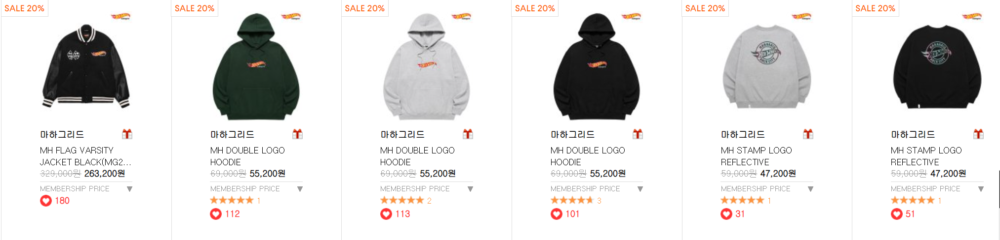 SALE 20%
마하그리드
MH FLAG VARSITY
JACKET BLACK(MG2...
329,000원 263,200원
MEMBERSHIP PRICE ▼
180
SALE 20%
마하그리드
MH DOUBLE LOGO
HOODIE
69,000원 55,200원
MEMBERSHIP PRICE ▼
★★★★★ 1
112
SALE 20%
마하그리드
MH DOUBLE LOGO
HOODIE
69,000원 55,200원
MEMBERSHIP PRICE ▼
★★★★★ 2
113
SALE 20%
마하그리드
MH DOUBLE LOGO
HOODIE
69,000원 55,200원
MEMBERSHIP PRICE ▼
★★★★★ 3
101
SALE 20%
마하그리드
MH STAMP LOGO
REFLECTIVE
59,000원 47,200원
MEMBERSHIP PRICE ▼
★★★★★ 1
31
SALE 20%
마하그리드
MH STAMP LOGO
REFLECTIVE
59,000원 47,200원
MEMBERSHIP PRICE ▼
★★★★★ 1
51